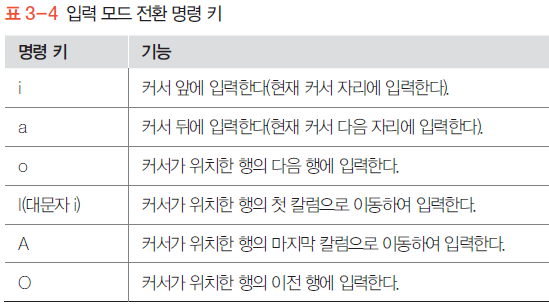 표 3-4 입력 모드 전환 명령 키
명령 키 기능
i 커서 앞에 입력한다(현재 커서 자리에 입력한다).
a 커서 뒤에 입력한다(현재 커서 다음 자리에 입력한다).
o 커서가 위치한 행의 다음 행에 입력한다.
I(대문자 i) 커서가 위치한 행의 첫 칼럼으로 이동하여 입력한다.
A 커서가 위치한 행의 마지막 칼럼으로 이동하여 입력한다.
O 커서가 위치한 행의 이전 행에 입력한다.